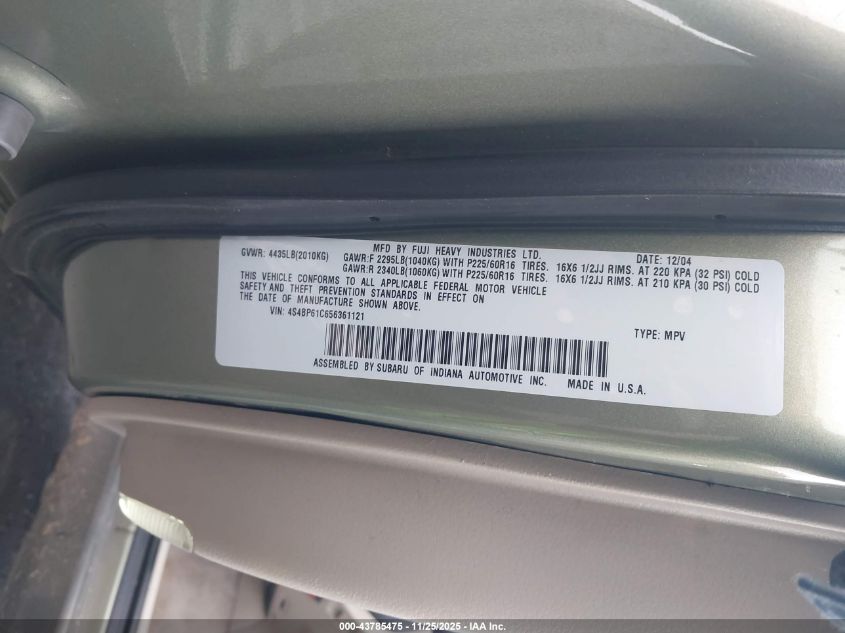 MFD BY FUJI HEAVY INDUSTRIES LTD. DATE: 12/04
GVWR: 4435LB(2010KG) GAWR:F 2295LB(1040KG) WITH P225/60R16 TIRES. 16X6 1/2JJ RIMS. AT 220 KPA (32 PSI) COLD
GAWR:R 2340LB(1060KG) WITH P225/60R16 TIRES. 16X6 1/2JJ RIMS. AT 210 KPA (30 PSI) COLD
THIS VEHICLE CONFORMS TO ALL APPLICABLE FEDERAL MOTOR VEHICLE
SAFETY AND THEFT PREVENTION STANDARDS IN EFFECT ON
THE DATE OF MANUFACTURE SHOWN ABOVE.
VIN: 4S4BP61C656361121 TYPE: MPV
ASSEMBLED BY SUBARU OF INDIANA AUTOMOTIVE INC. MADE IN U.S.A.
000-43785475 - 11/25/2025 - IAA Inc.